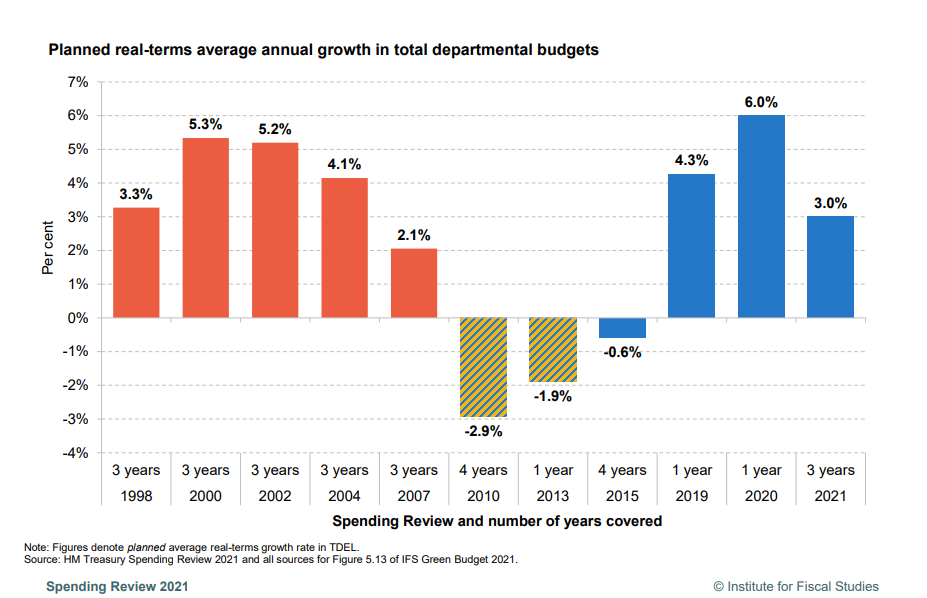 Planned real-terms average annual growth in total departmental budgets
7%
6%
5%
4%
3%
2%
1%
0%
-1%
-2%
-3%
-4%
Per cent
3.3%
5.3%
5.2%
4.1%
2.1%
-2.9%
-1.9%
-0.6%
4.3%
6.0%
3.0%
3 years 3 years 3 years 3 years 3 years 4 years 1 year 4 years 1 year 1 year 3 years
1998 2000 2002 2004 2007 2010 2013 2015 2019 2020 2021
Spending Review and number of years covered
Note: Figures denote planned average real-terms growth rate in TDEL.
Source: HM Treasury Spending Review 2021 and all sources for Figure 5.13 of IFS Green Budget 2021.
Spending Review 2021
© Institute for Fiscal Studies